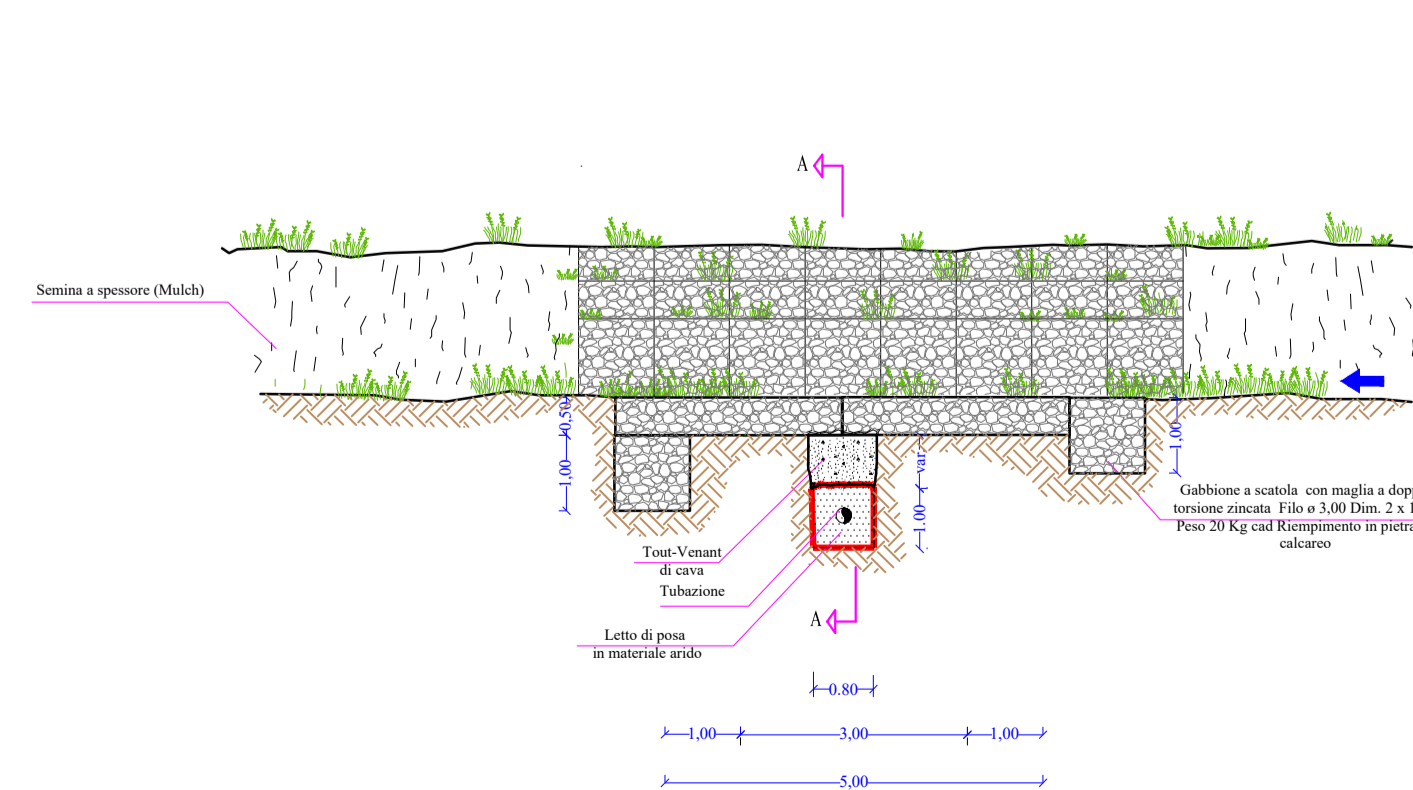 A
Semina a spessore (Mulch)
0,50
1,00
1,00
var
1.00
Gabbione a scatola con maglia a dopp
torsione zincata Filo ø 3,00 Dim. 2 x 1
Peso 20 Kg cad Riempimento in pietra
calcareo
Tout-Venant
di cava
Tubazione
Letto di posa
in materiale arido
A
0.80
1,00
3,00
1,00
5,00